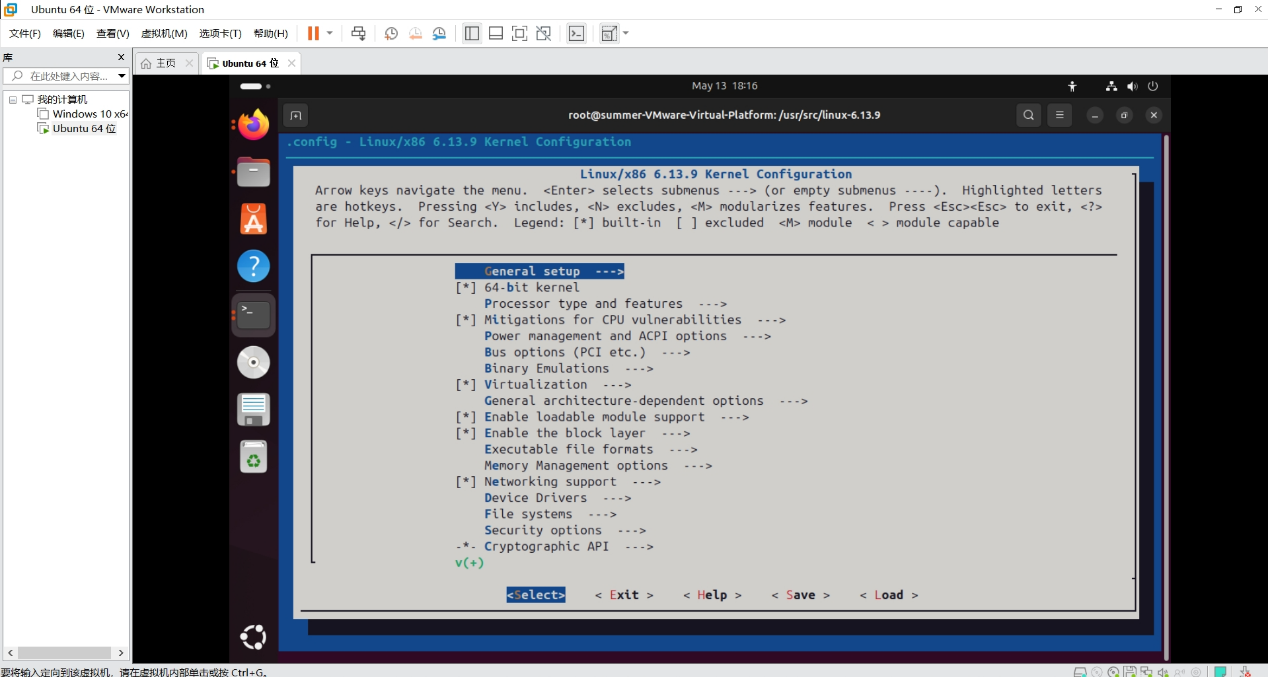 Ubuntu 64 位 - VMware Workstation
文件(F) 编辑(E) 查看(V) 虚拟机(M) 选项卡(T) 帮助(H)
库
在此处键入内容...
主页
Ubuntu 64 位
我的计算机
Windows 10 x64
Ubuntu 64 位
May 13 18:16
root@summer-VMware-Virtual-Platform: /usr/src/linux-6.13.9
.config - Linux/x86 6.13.9 Kernel Configuration
Linux/x86 6.13.9 Kernel Configuration
Arrow keys navigate the menu. <Enter> selects submenus ---> (or empty submenus ----). Highlighted letters
are hotkeys. Pressing <Y> includes, <N> excludes, <M> modularizes features. Press <Esc><Esc> to exit, <?>
for Help, </> for Search. Legend: [*] built-in [ ] excluded <M> module < > module capable
General setup --->
[*] 64-bit kernel
Processor type and features --->
[*] Mitigations for CPU vulnerabilities --->
Power management and ACPI options --->
Bus options (PCI etc.) --->
Binary Emulations --->
[*] Virtualization --->
General architecture-dependent options --->
[*] Enable loadable module support --->
[*] Enable the block layer --->
Executable file formats --->
Memory Management options --->
[*] Networking support --->
Device Drivers --->
File systems --->
Security options --->
-*- Cryptographic API --->
v(+)
<Select> < Exit > < Help > < Save > < Load >
要将输入定向到该虚拟机，请在虚拟机内部单击或按 Ctrl+G。